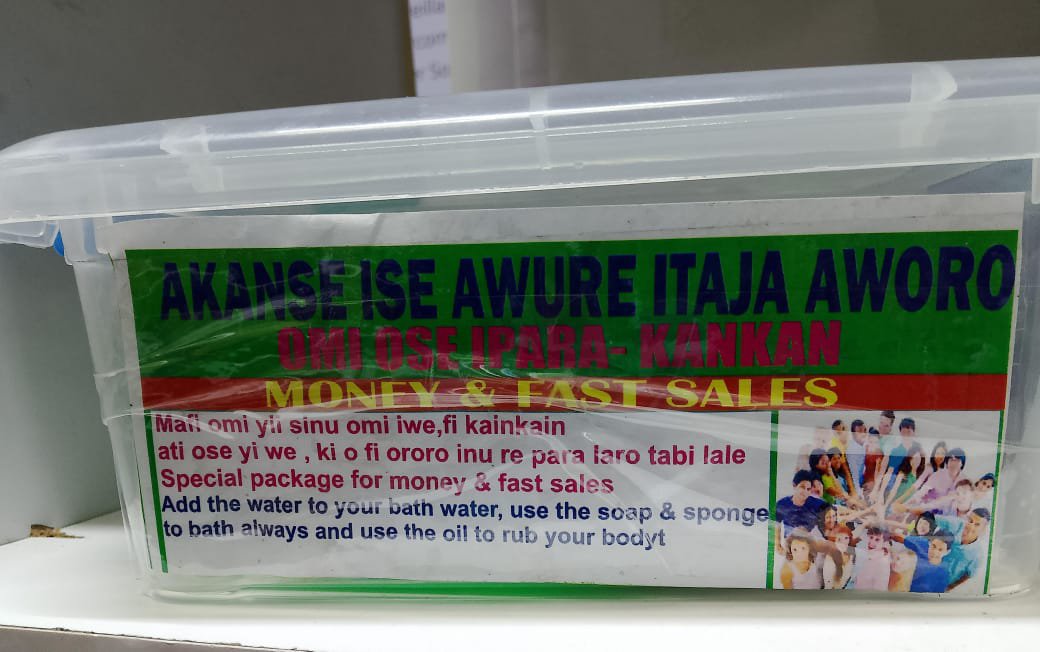 AKANSE ISE AWURE ITAJA AWORO
OMI OSE IPARA- KANKAN
MONEY & FAST SALES
Mafi omi yii sinu omi iwe,fi kainkain
ati ose yi we , ki o fi ororo inu re para laro tabi lale
Special package for money & fast sales
Add the water to your bath water, use the soap & sponge
to bath always and use the oil to rub your bodyt